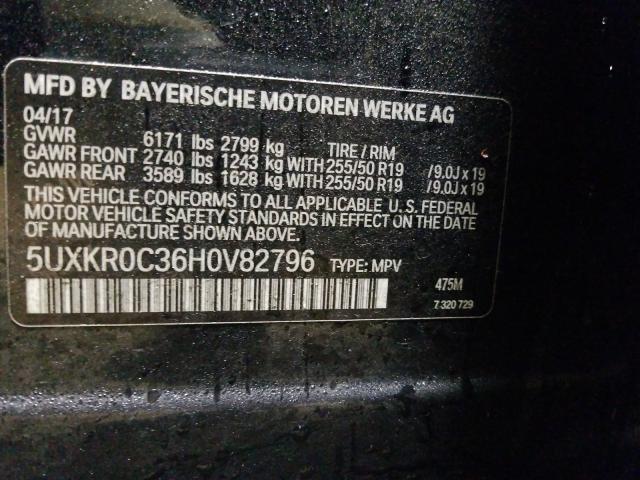 MFD BY BAYERISCHE MOTOREN WERKE AG
04/17
GVWR 6171 lbs 2799 kg TIRE / RIM
GAWR FRONT 2740 lbs 1243 kg WITH 255/50 R19 /9.0J x 19
GAWR REAR 3589 lbs 1628 kg WITH 255/50 R19 /9.0J x 19
THIS VEHICLE CONFORMS TO ALL APPLICABLE U.S. FEDERAL
MOTOR VEHICLE SAFETY STANDARDS IN EFFECT ON THE DATE
OF MANUFACTURE SHOWN ABOVE.
5UXKR0C36H0V82796 TYPE: MPV
475M
7 320 729